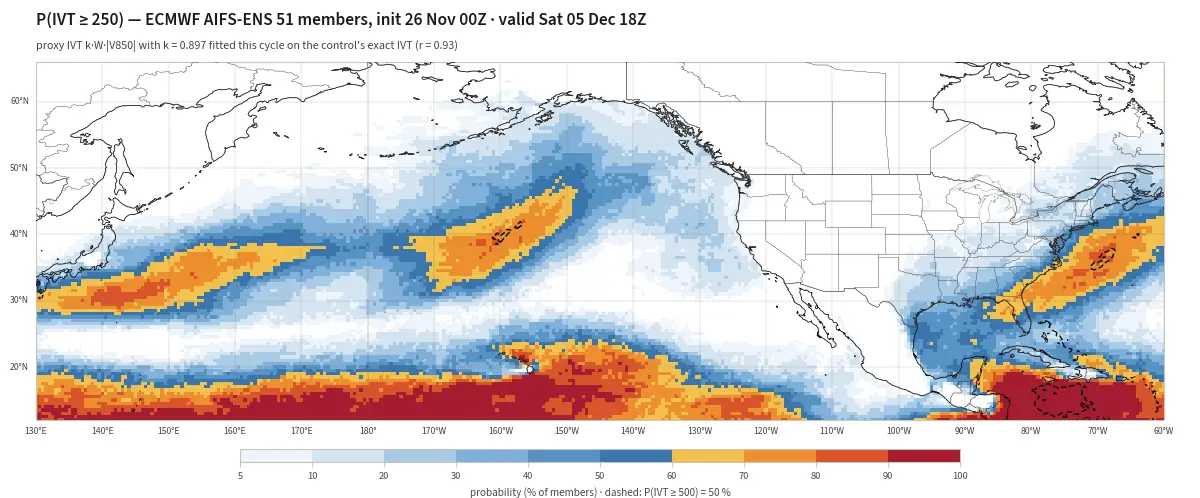 P(IVT ≥ 250) — ECMWF AIFS-ENS 51 members, init 26 Nov 00Z · valid Sat 05 Dec 18Z
proxy IVT k·W·|V850| with k = 0.897 fitted this cycle on the control's exact IVT (r = 0.93)
60°N
50°N
40°N
30°N
20°N
130°E 140°E 150°E 160°E 170°E 180° 170°W 160°W 150°W 140°W 130°W 120°W 110°W 100°W 90°W 80°W 70°W 60°W
5 10 20 30 40 50 60 70 80 90 100
probability (% of members) · dashed: P(IVT ≥ 500) = 50 %